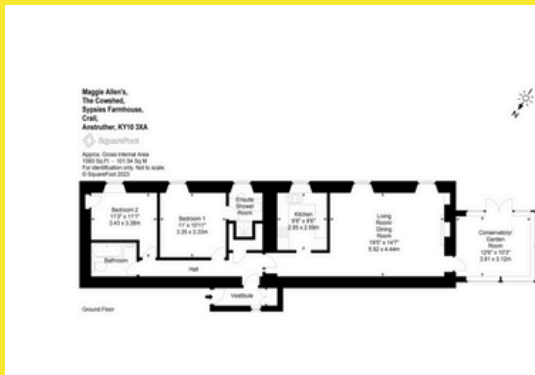 Maggie Allen's,
The Cowshed,
Sypsies Farmhouse,
Crail,
Anstruther, KY10 3XA
SquareFoot
Approx. Gross Internal Area
1093 Sq Ft - 101.54 Sq M
For identification only. Not to scale.
© SquareFoot 2023
N
Bedroom 2
11'3" x 11'1"
3.43 x 3.38m
Bedroom 1
11' x 10'11"
3.35 x 3.33m
Ensuite
Shower
Room
Kitchen
9'8" x 8'6"
2.95 x 2.59m
Living
Room/
Dining
Room
19'5" x 14'7"
5.92 x 4.44m
Conservatory/
Garden
Room
12'6" x 10'3"
3.81 x 3.12m
Bathroom
Hall
Vestibule
Ground Floor